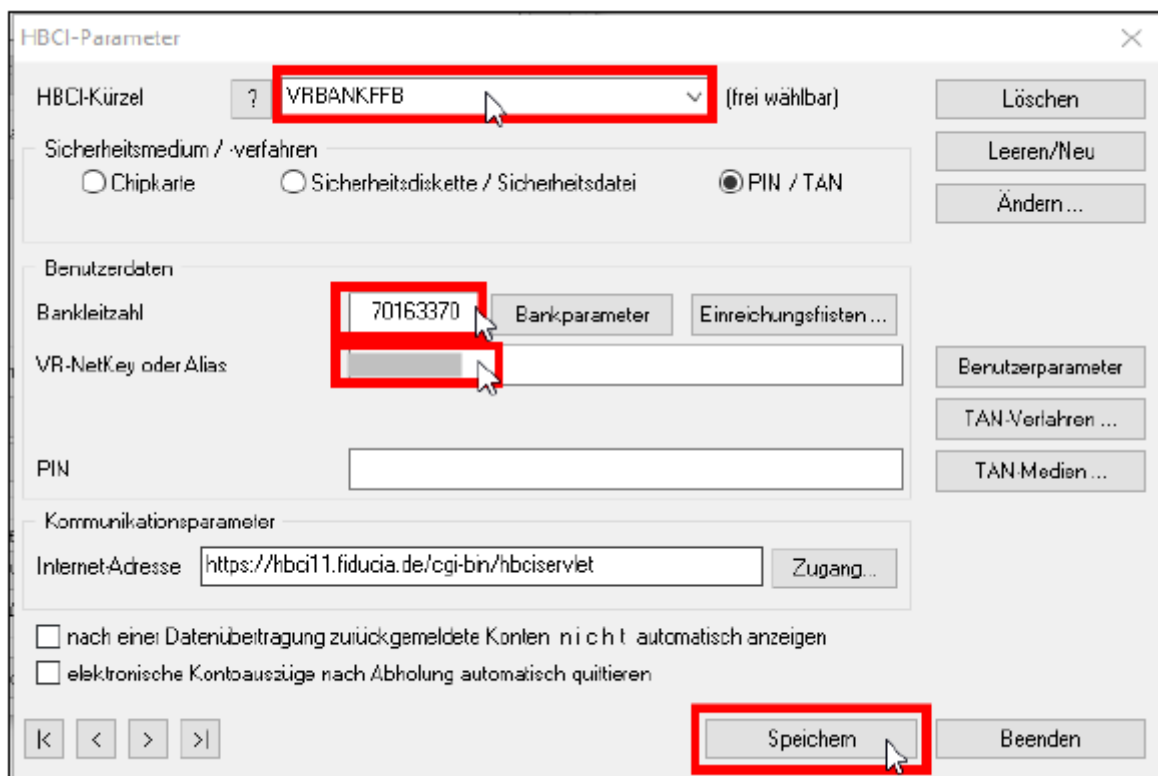 HBCI-Parameter
HBCI-Kürzel ? VRBANKFFB (frei wählbar) Löschen
Sicherheitsmedium / -verfahren Leeren/Neu
Chipkarte Sicherheitsdiskette / Sicherheitsdatei PIN / TAN
Ändern ...
Benutzerdaten
Bankleitzahl 70163370 Bankparameter Einreichungsfristen ...
VR-NetKey oder Alias Benutzerparameter
TAN-Verfahren ...
PIN TAN-Medien ...
Kommunikationsparameter
Internet-Adresse https://hbci11.fiducia.de/cgi-bin/hbciservlet Zugang...
nach einer Datenübertragung zurückgemeldete Konten n i c h t automatisch anzeigen
elektronische Kontoauszüge nach Abholung automatisch quittieren
|< < > >| Speichern Beenden